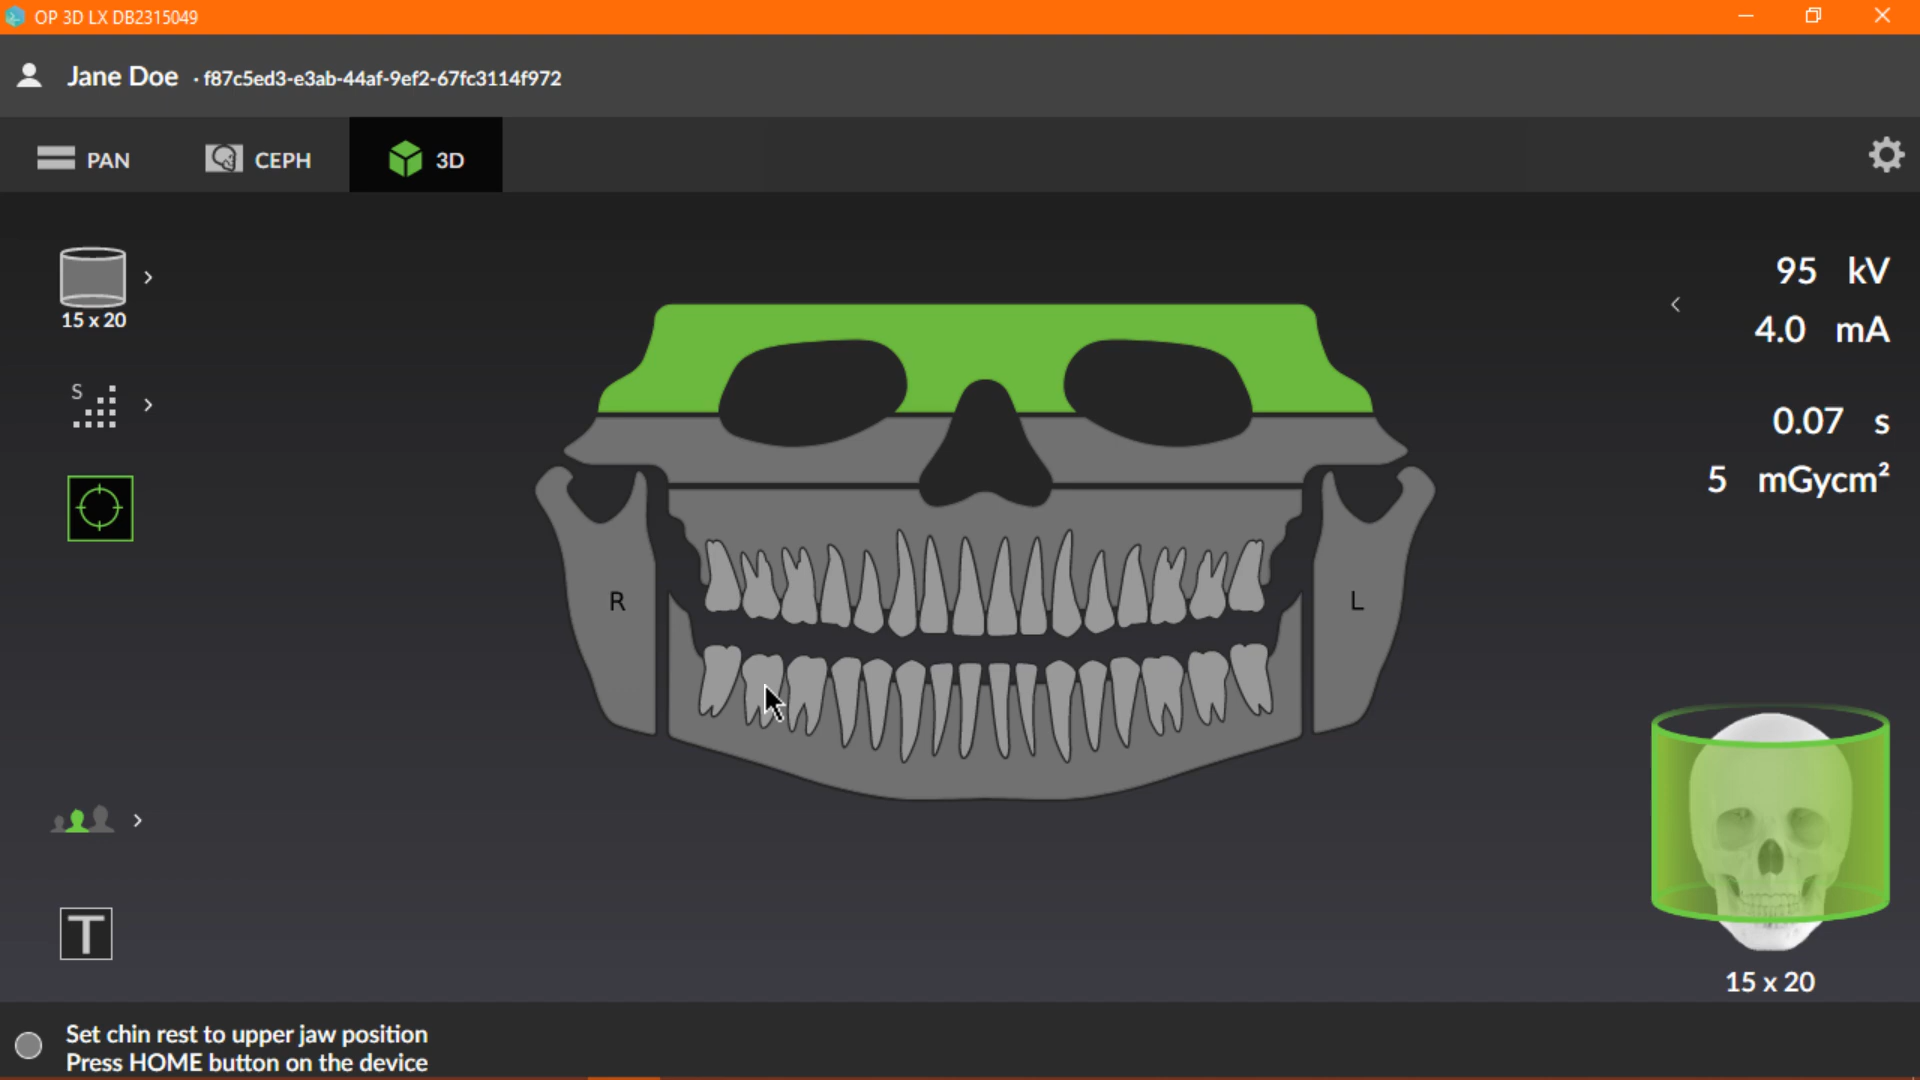 OP 3D LX DB2315049
Jane Doe · f87c5ed3-e3ab-44af-9ef2-67fc3114f972
PAN CEPH 3D
15 x 20
S
95 kV
4.0 mA
0.07 s
5 mGycm²
R L
T
15 x 20
Set chin rest to upper jaw position
Press HOME button on the device